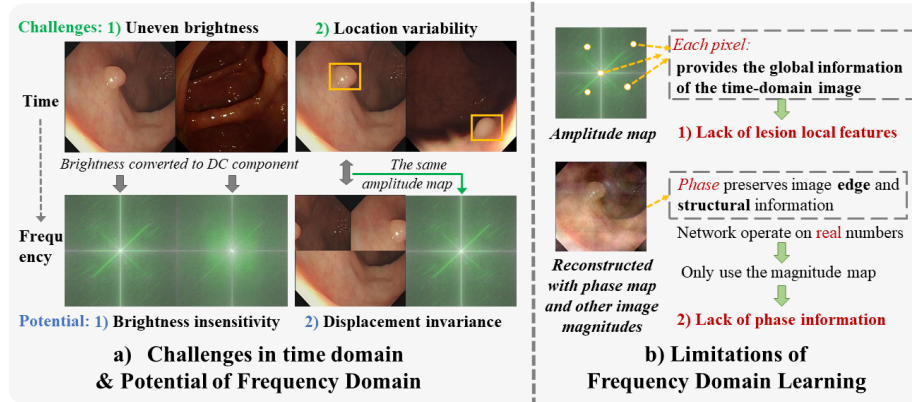 Challenges: 1) Uneven brightness
2) Location variability
Time
Brightness converted to DC component
The same
amplitude map
Frequ
ency
Potential: 1) Brightness insensitivity
2) Displacement invariance
a) Challenges in time domain
& Potential of Frequency Domain
Each pixel:
provides the global information
of the time-domain image
Amplitude map
1) Lack of lesion local features
Phase preserves image edge and
structural information
Network operate on real numbers
Reconstructed
with phase map
and other image
magnitudes
Only use the magnitude map
2) Lack of phase information
b) Limitations of
Frequency Domain Learning